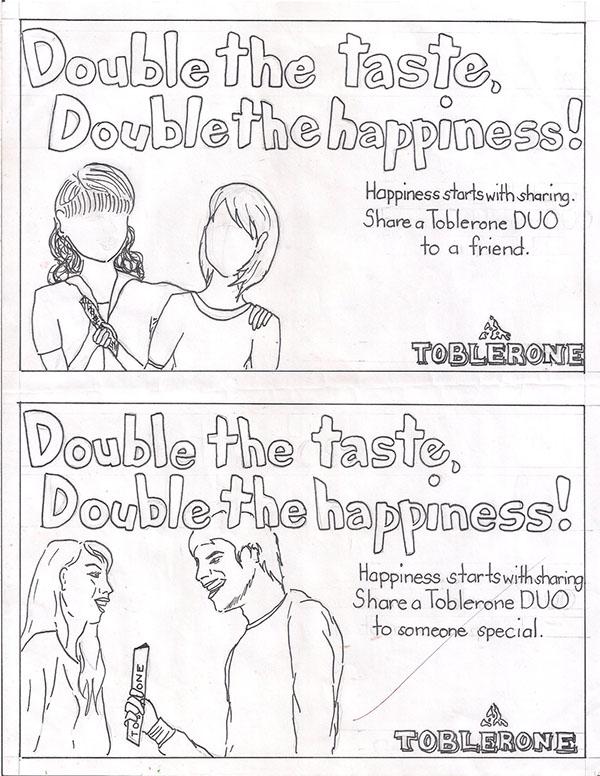 Double the taste,
Double the happiness!
Happiness starts with sharing.
Share a Toblerone DUO
to a friend.
TOBLERONE
Double the taste,
Double the happiness!
Happiness starts with sharing
Share a Toblerone DUO
to someone special.
TOBLERONE